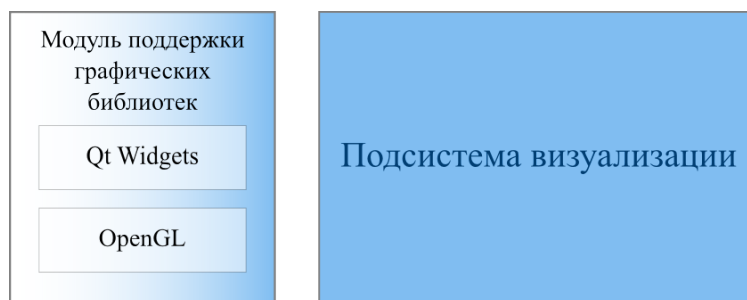 Модуль поддержки
графических
библиотек
Qt Widgets
OpenGL
Подсистема визуализации